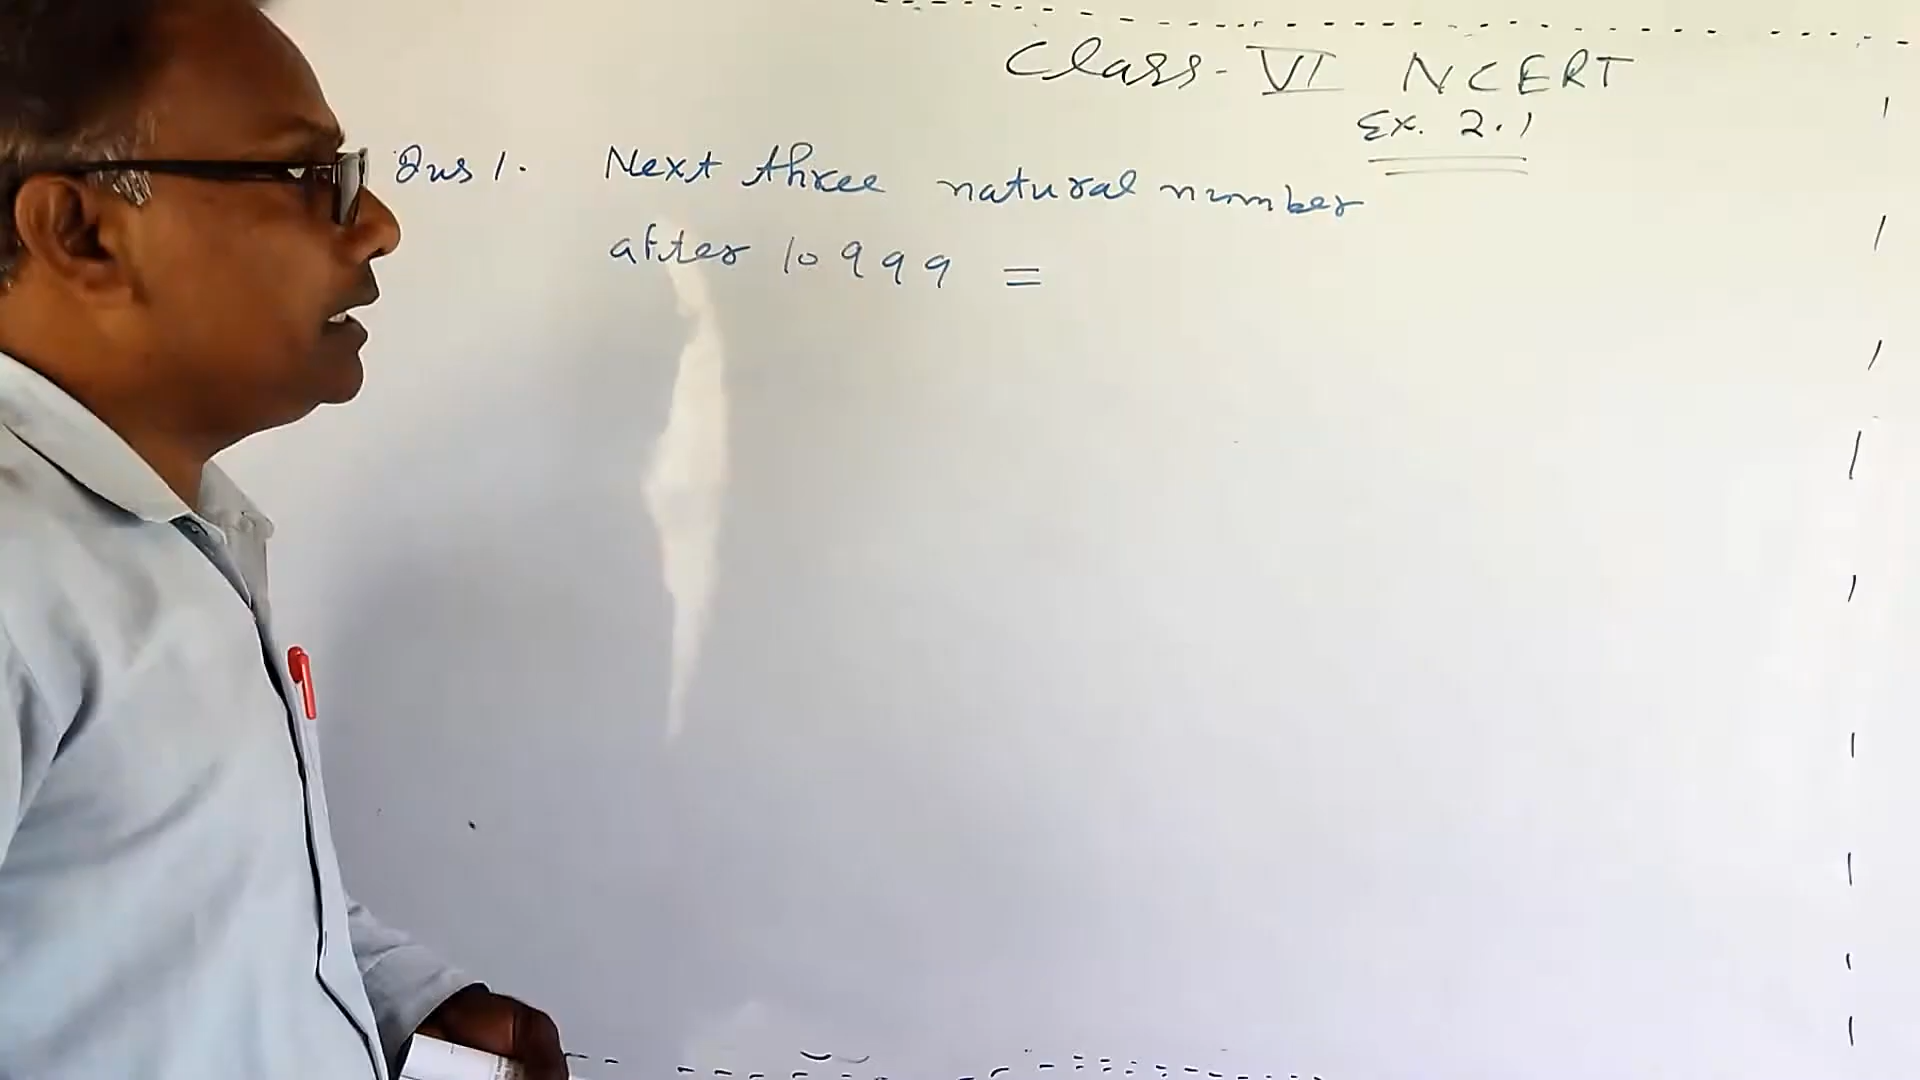 Class-VI NCERT
Ex. 2.1
Qus 1. Next three natural number
after 10999 =